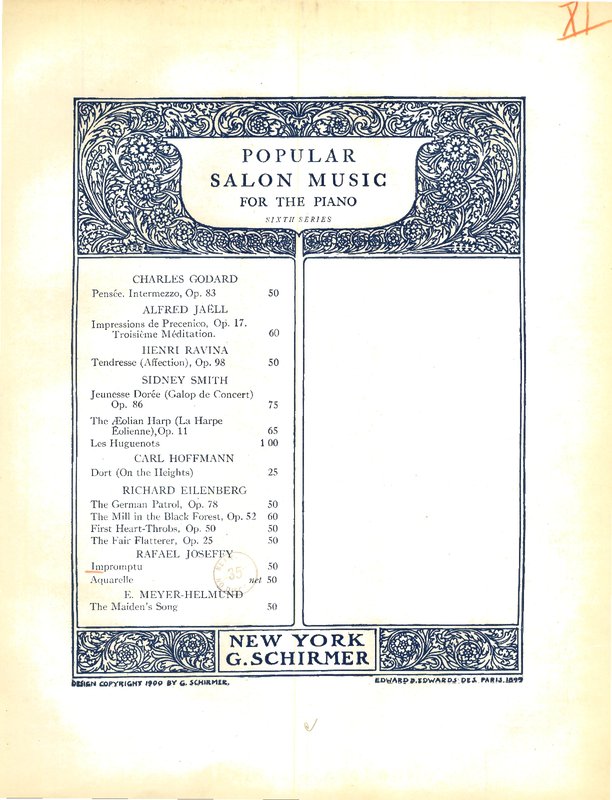 XI
POPULAR
SALON MUSIC
FOR THE PIANO
SIXTH SERIES
CHARLES GODARD
Pensée. Intermezzo, Op. 83 50
ALFRED JAËLL
Impressions de Precenico, Op. 17.
Troisième Méditation. 60
HENRI RAVINA
Tendresse (Affection), Op. 98 50
SIDNEY SMITH
Jeunesse Dorée (Galop de Concert)
Op. 86 75
The Æolian Harp (La Harpe
Éolienne), Op. 11 65
Les Huguenots 1 00
CARL HOFFMANN
Dort (On the Heights) 25
RICHARD EILENBERG
The German Patrol, Op. 78 50
The Mill in the Black Forest, Op. 52 60
First Heart-Throbs, Op. 50 50
The Fair Flatterer, Op. 25 50
RAFAEL JOSEFFY
Impromptu 50
Aquarelle net 50
35
E. MEYER-HELMUND
The Maiden's Song 50
NEW YORK
G. SCHIRMER
DESIGN COPYRIGHT 1900 BY G. SCHIRMER.
EDWARD B. EDWARDS DES. PARIS. 1899